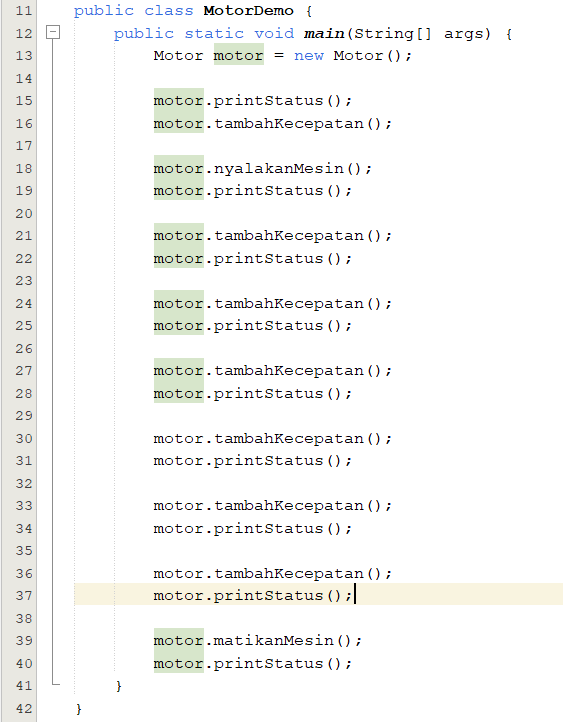 11 public class MotorDemo {
12 public static void main(String[] args) {
13 Motor motor = new Motor();
14
15 motor.printStatus();
16 motor.tambahKecepatan();
17
18 motor.nyalakanMesin();
19 motor.printStatus();
20
21 motor.tambahKecepatan();
22 motor.printStatus();
23
24 motor.tambahKecepatan();
25 motor.printStatus();
26
27 motor.tambahKecepatan();
28 motor.printStatus();
29
30 motor.tambahKecepatan();
31 motor.printStatus();
32
33 motor.tambahKecepatan();
34 motor.printStatus();
35
36 motor.tambahKecepatan();
37 motor.printStatus();
38
39 motor.matikanMesin();
40 motor.printStatus();
41 }
42 }